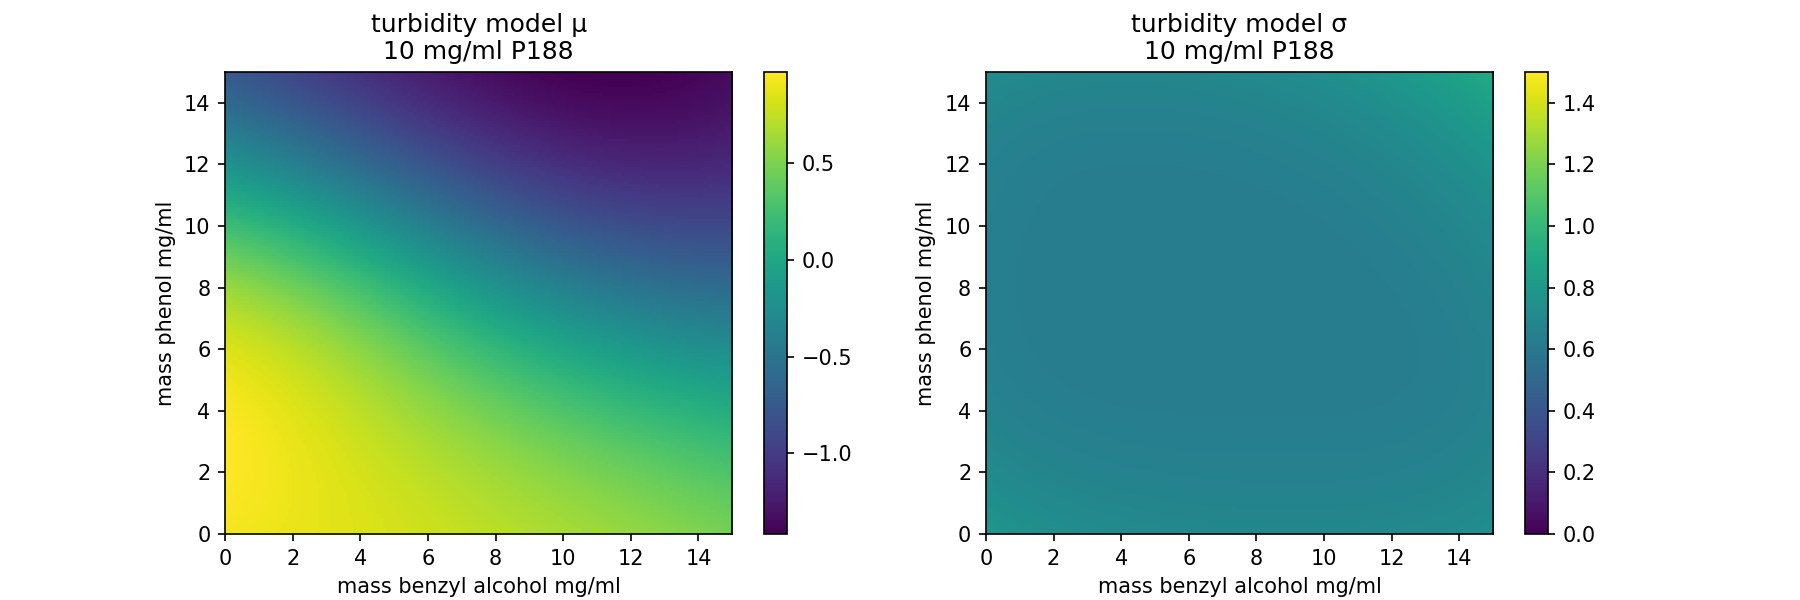 turbidity model μ
10 mg/ml P188
14
12
10
8
6
4
2
0
mass phenol mg/ml
0 2 4 6 8 10 12 14
mass benzyl alcohol mg/ml
0.5
0.0
−0.5
−1.0
turbidity model σ
10 mg/ml P188
14
12
10
8
6
4
2
0
mass phenol mg/ml
0 2 4 6 8 10 12 14
mass benzyl alcohol mg/ml
1.4
1.2
1.0
0.8
0.6
0.4
0.2
0.0